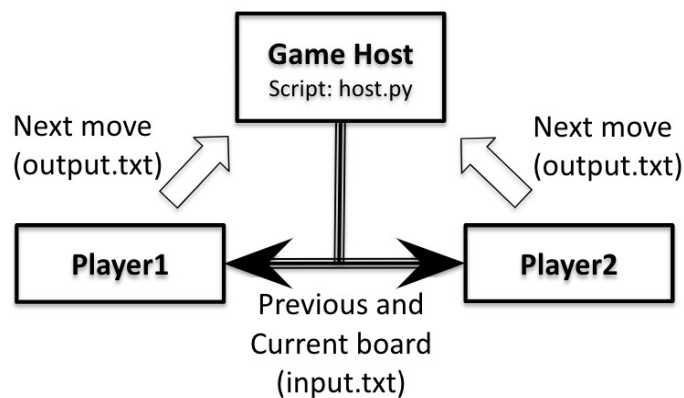 Game Host
Script: host.py
Next move
(output.txt)
Next move
(output.txt)
Player1
Player2
Previous and
Current board
(input.txt)